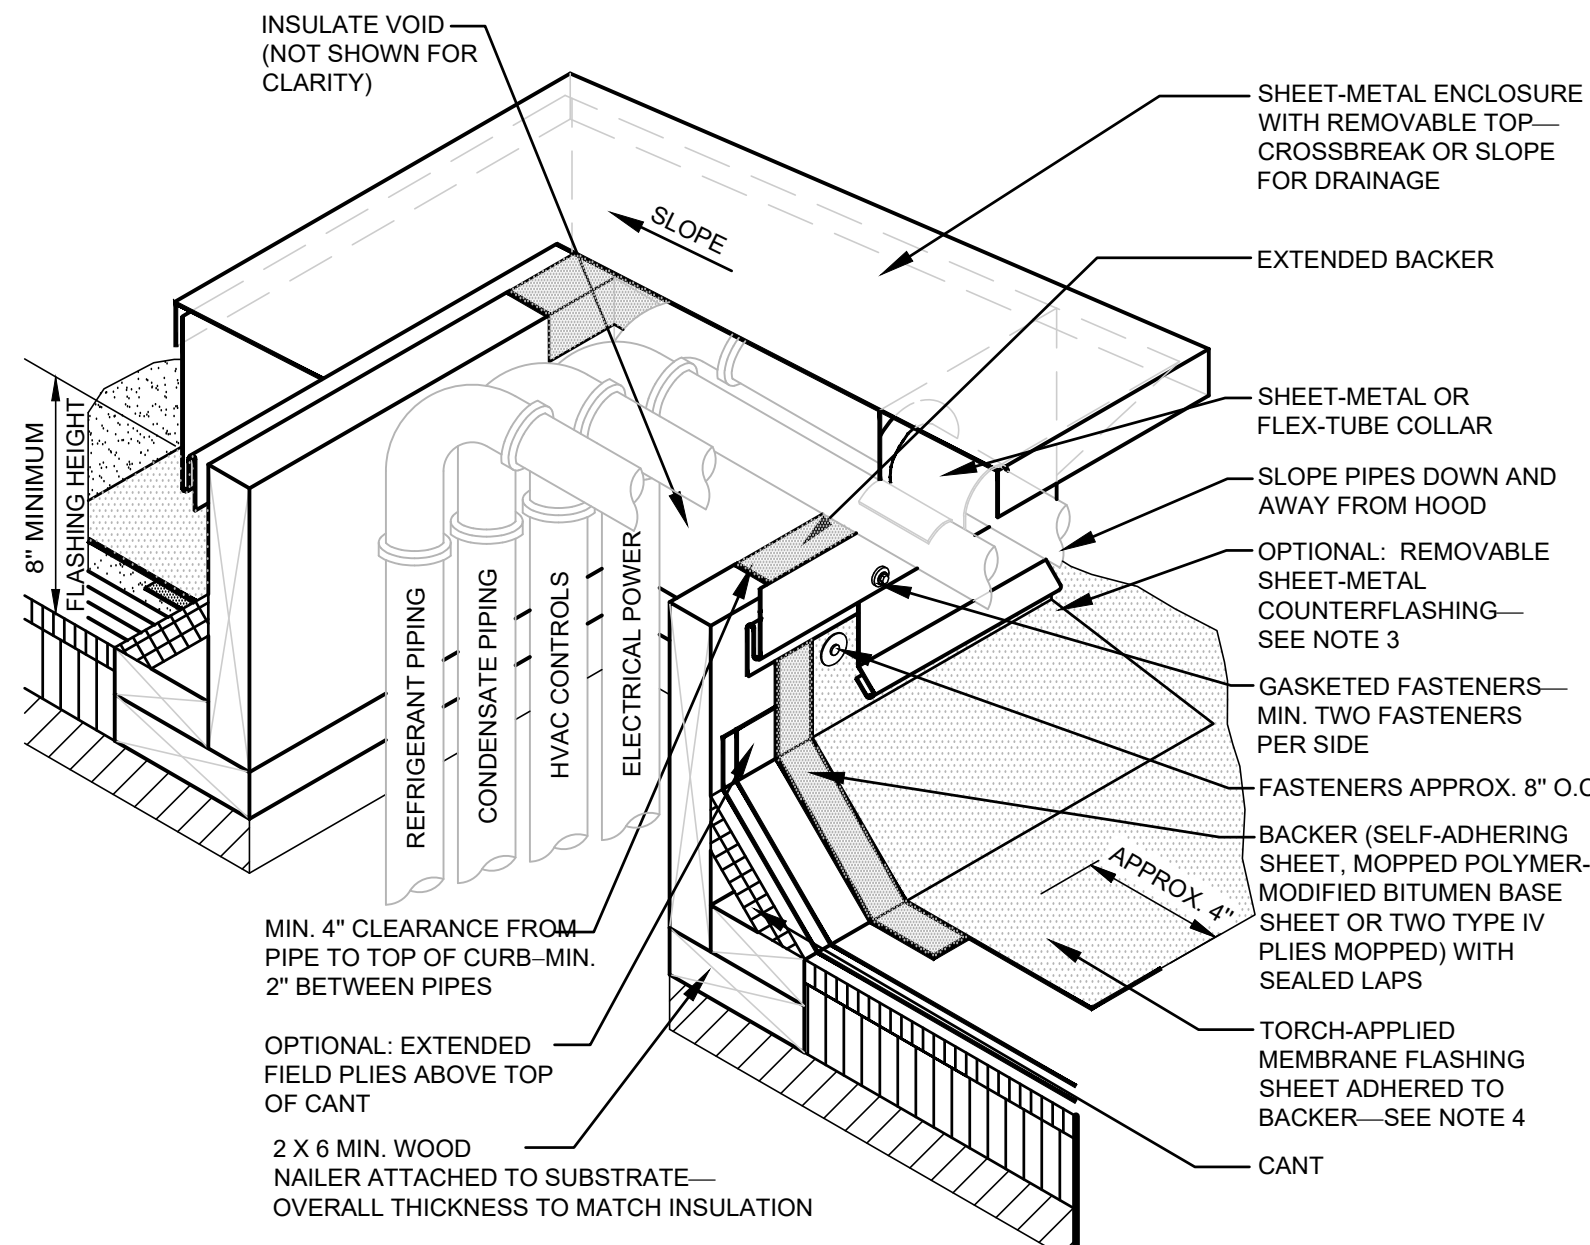 INSULATE VOID
(NOT SHOWN FOR
CLARITY)
SHEET-METAL ENCLOSURE
WITH REMOVABLE TOP—
CROSSBREAK OR SLOPE
FOR DRAINAGE
SLOPE
EXTENDED BACKER
SHEET-METAL OR
FLEX-TUBE COLLAR
SLOPE PIPES DOWN AND
AWAY FROM HOOD
OPTIONAL: REMOVABLE
SHEET-METAL
COUNTERFLASHING—
SEE NOTE 3
GASKETED FASTENERS—
MIN. TWO FASTENERS
PER SIDE
FASTENERS APPROX. 8" O.C
BACKER (SELF-ADHERING
SHEET, MOPPED POLYMER-
MODIFIED BITUMEN BASE
SHEET OR TWO TYPE IV
PLIES MOPPED) WITH
SEALED LAPS
APPROX. 4"
TORCH-APPLIED
MEMBRANE FLASHING
SHEET ADHERED TO
BACKER—SEE NOTE 4
CANT
8" MINIMUM
FLASHING HEIGHT
REFRIGERANT PIPING
CONDENSATE PIPING
HVAC CONTROLS
ELECTRICAL POWER
MIN. 4" CLEARANCE FROM
PIPE TO TOP OF CURB–MIN.
2" BETWEEN PIPES
OPTIONAL: EXTENDED
FIELD PLIES ABOVE TOP
OF CANT
2 X 6 MIN. WOOD
NAILER ATTACHED TO SUBSTRATE—
OVERALL THICKNESS TO MATCH INSULATION